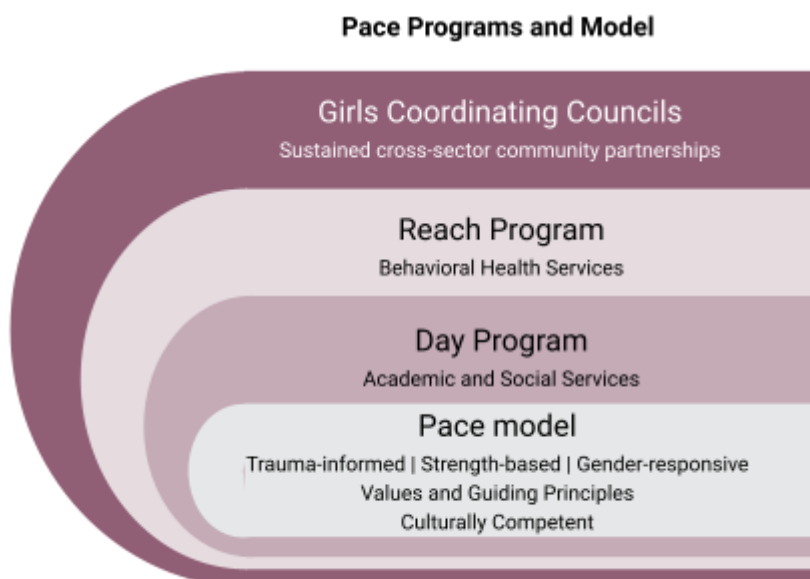 Pace Programs and Model
Girls Coordinating Councils
Sustained cross-sector community partnerships
Reach Program
Behavioral Health Services
Day Program
Academic and Social Services
Pace model
Trauma-informed | Strength-based | Gender-responsive
Values and Guiding Principles
Culturally Competent